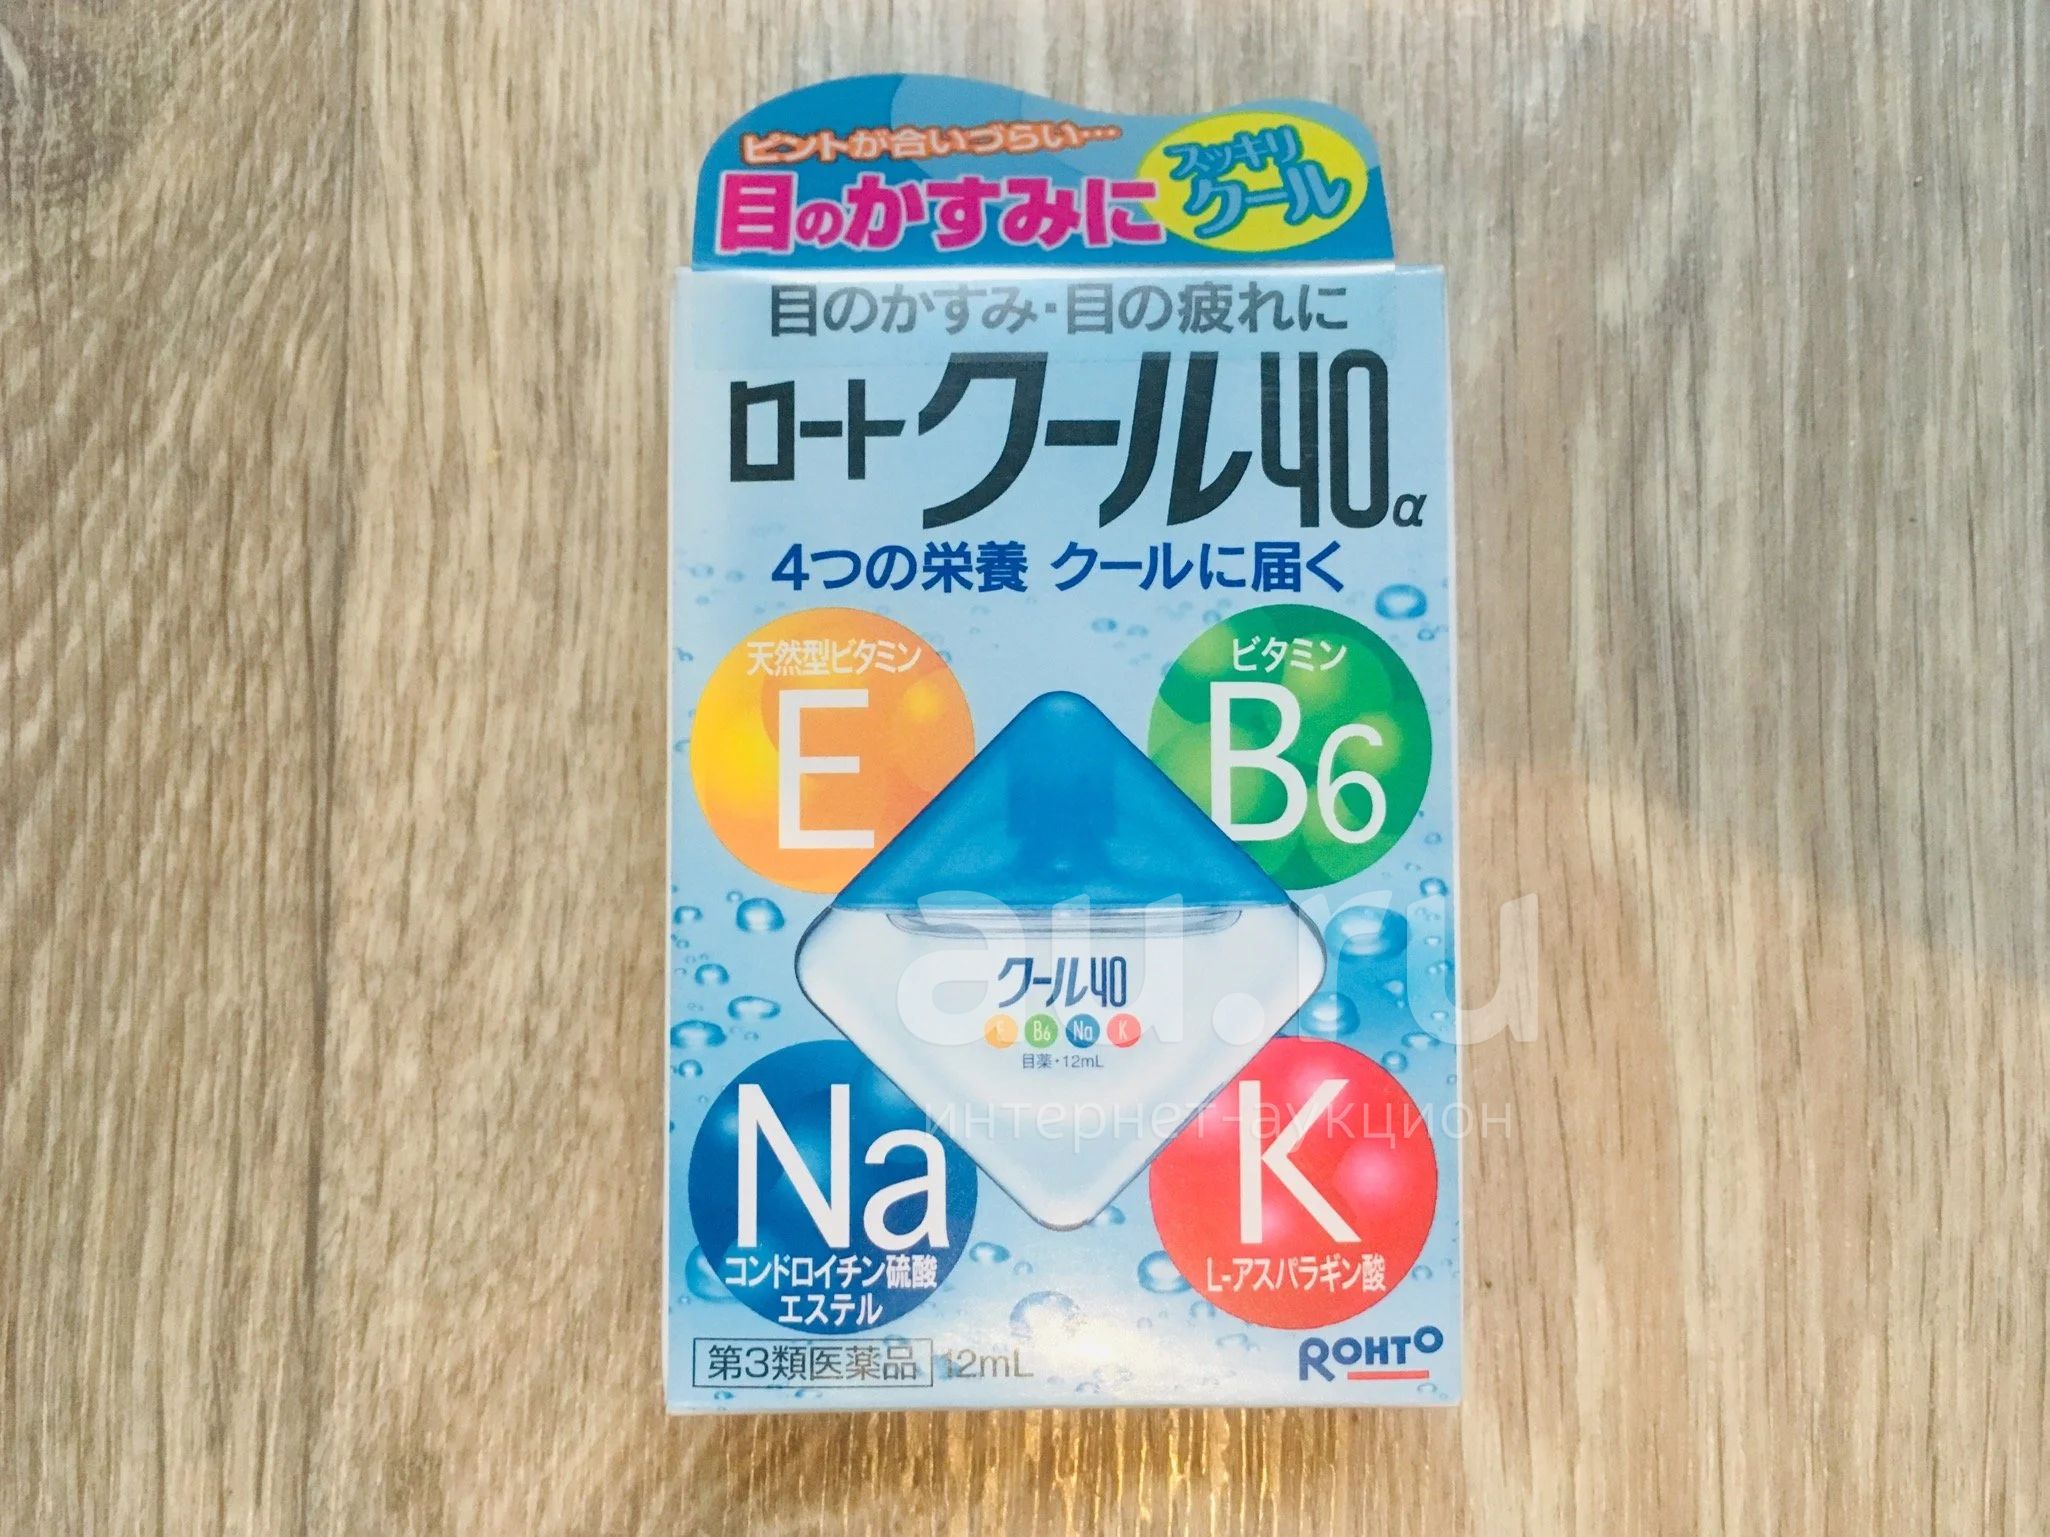 ピントが合いづらい…
目のかすみに
スッキリ
クール
目のかすみ・目の疲れに
ロートクール40α
4つの栄養 クールに届く
天然型ビタミン
E
ビタミン
B6
クール40
E B6 Na K
目薬・12mL
Na
コンドロイチン硫酸
エステル
K
L-アスパラギン酸
第3類医薬品 12mL
ROHTO
au.ru
интернет-аукцион